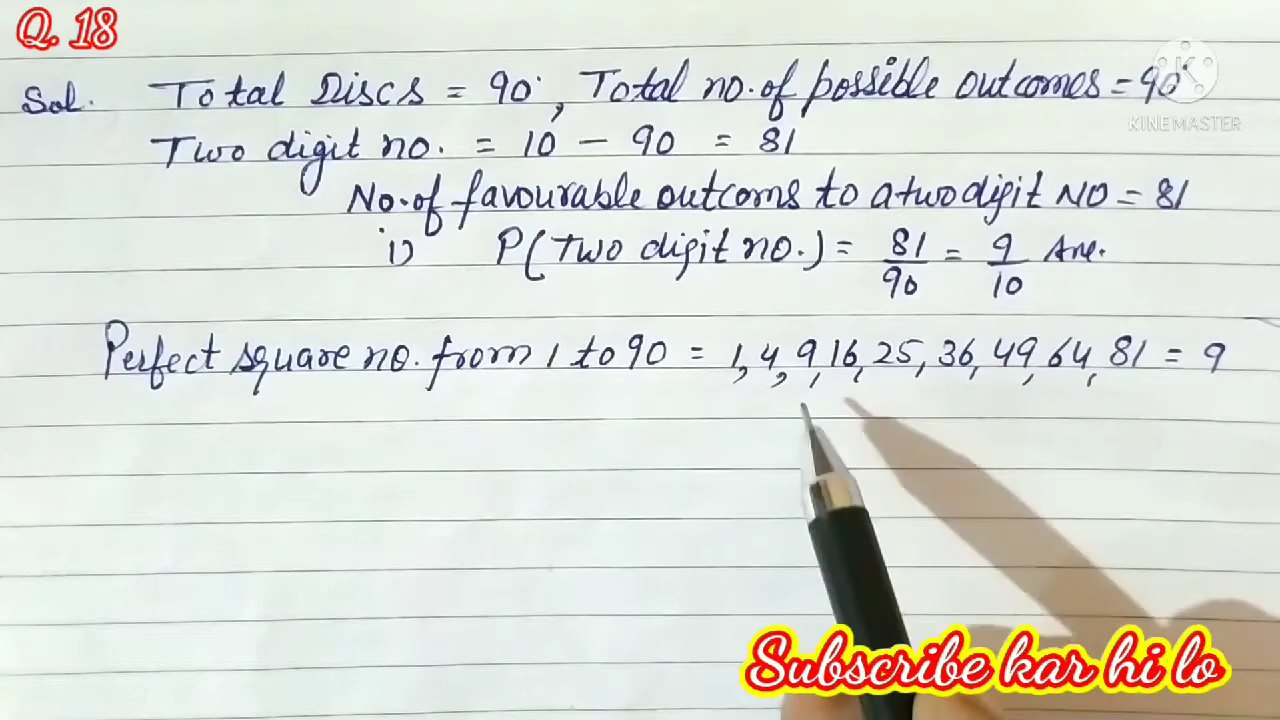 Q. 18
Sol. Total Discs = 90, Total no. of possible outcomes = 90
KINEMASTER
Two digit no. = 10 - 90 = 81
No. of favourable outcoms to a two digit NO = 81
i) P(Two digit no.) = 81/90 = 9/10 Ans.
Perfect square no. from 1 to 90 = 1, 4, 9, 16, 25, 36, 49, 64, 81 = 9
Subscribe kar hi lo